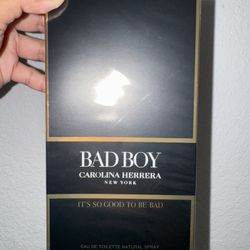 BAD BOY
CAROLINA HERRERA
NEW YORK
IT'S SO GOOD TO BE BAD
EAU DE TOILETTE NATURAL SPRAY